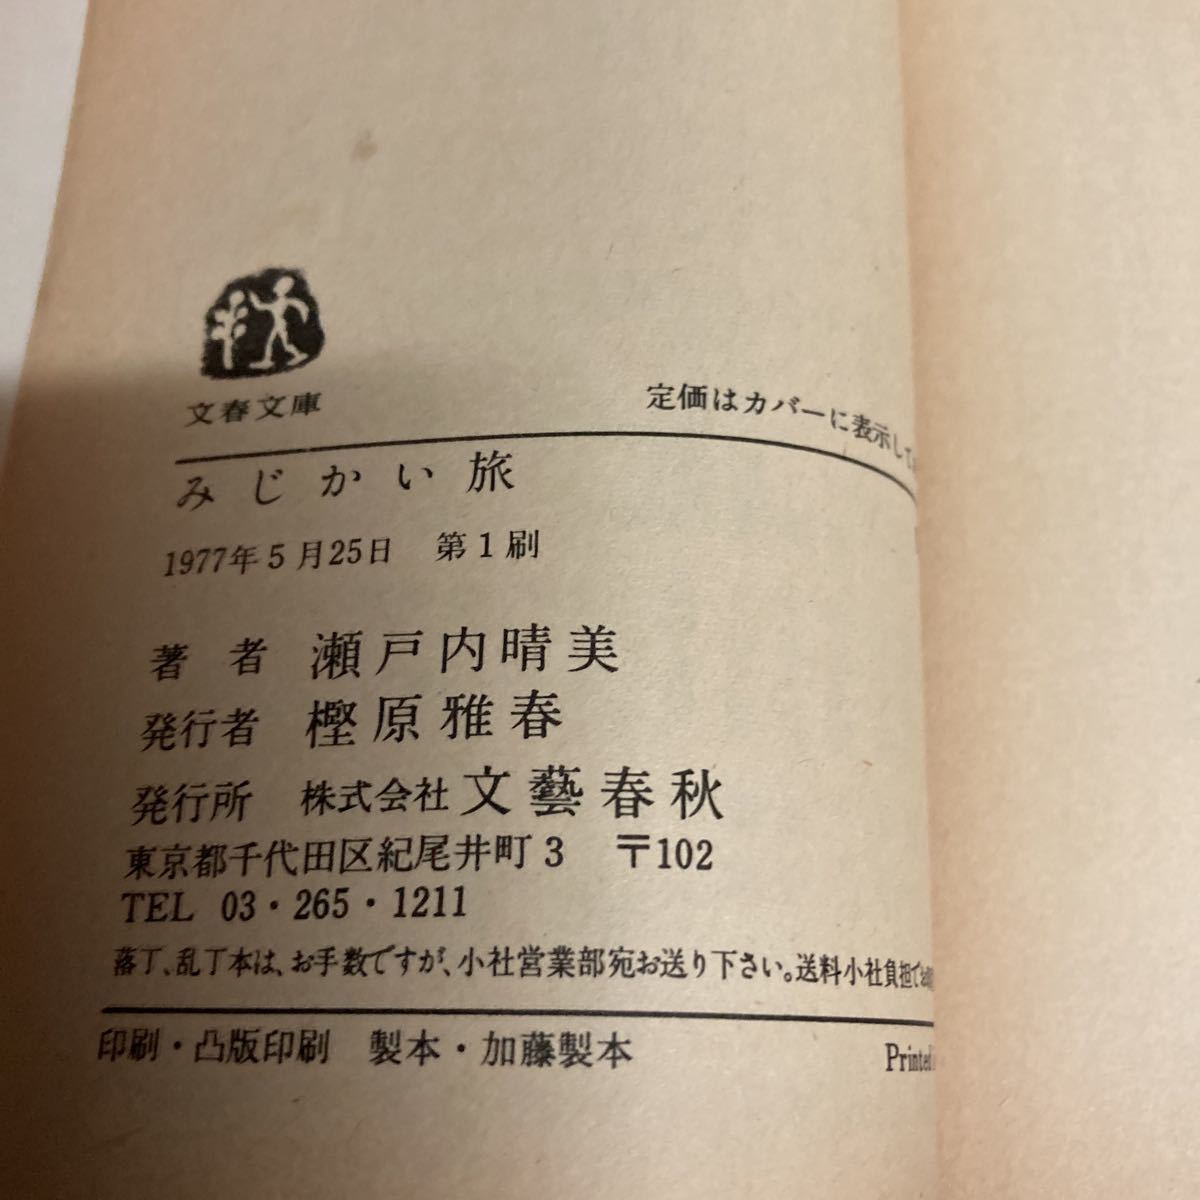 文春文庫
定価はカバーに表示して
みじかい旅
1977年5月25日 第1刷
著者 瀬戸内晴美
発行者 樫原雅春
発行所 株式会社 文藝春秋
東京都千代田区紀尾井町3 〒102
TEL 03・265・1211
落丁、乱丁本は、お手数ですが、小社営業部宛お送り下さい。送料小社負担でお
印刷・凸版印刷 製本・加藤製本
Printed